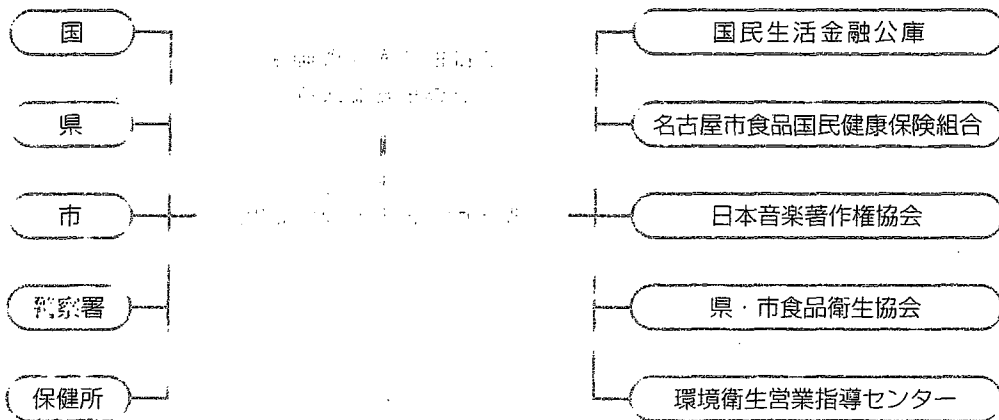 国
県
市
警察署
保健所
国民生活金融公庫
名古屋市食品国民健康保険組合
日本音楽著作権協会
県・市食品衛生協会
環境衛生営業指導センター